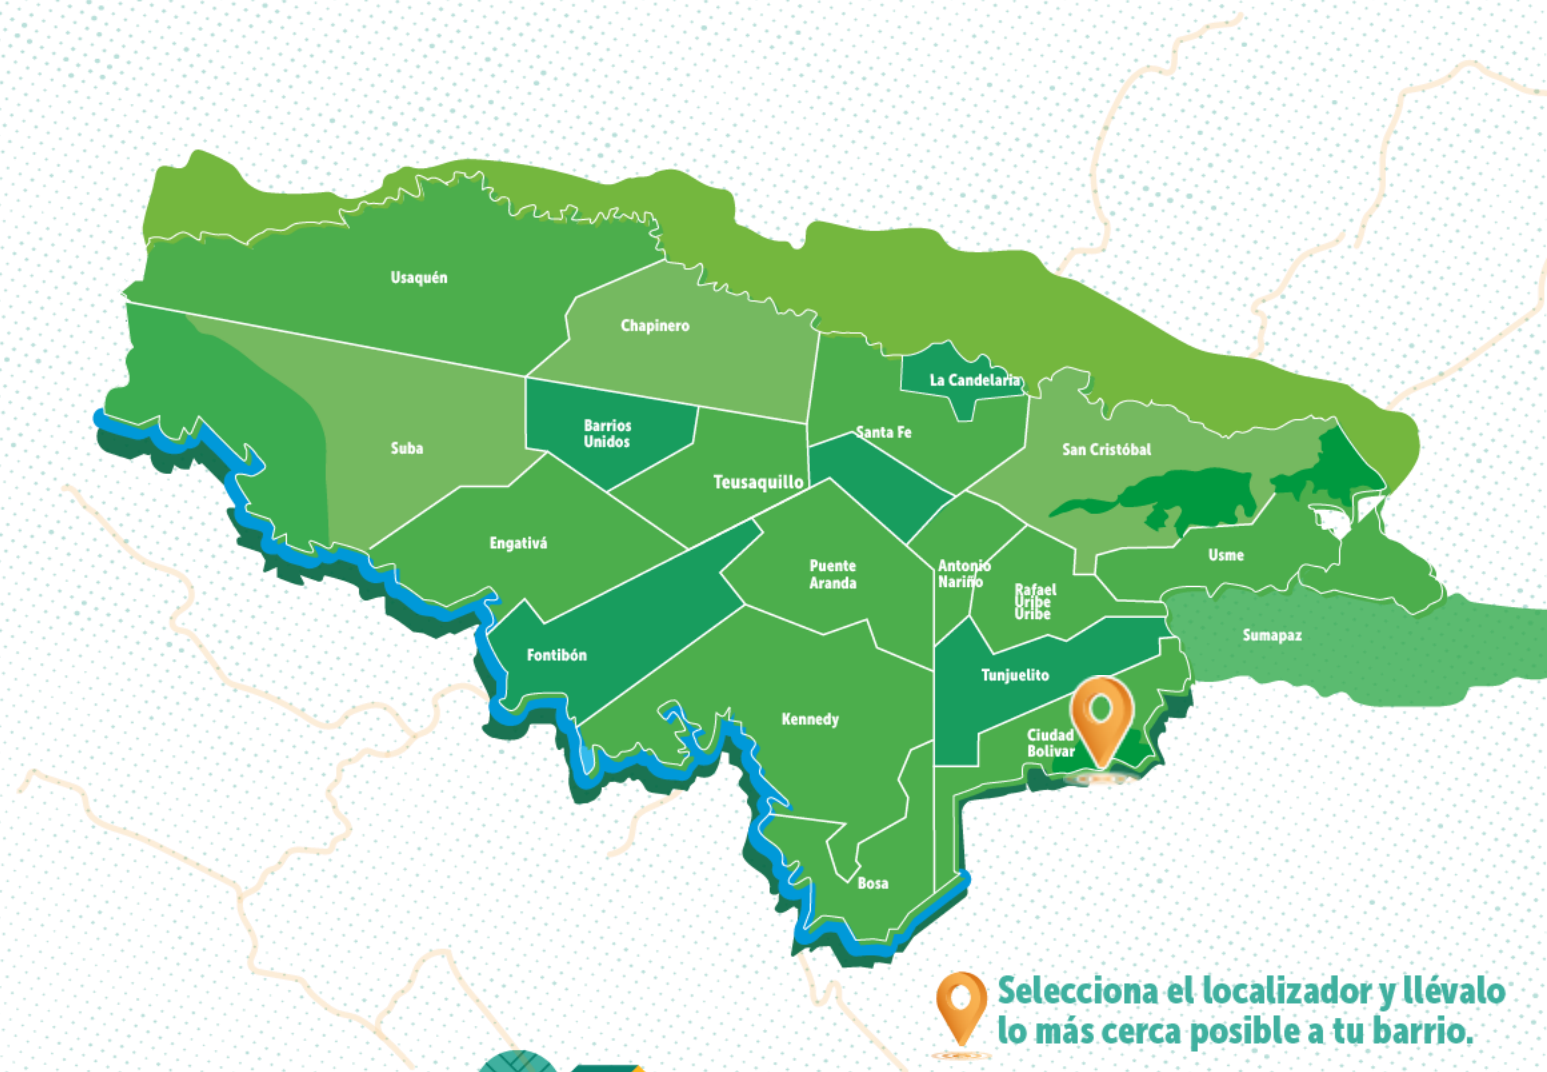 Usaquén
Chapinero
La Candelaria
Barrios
Unidos
Santa Fe
Suba
San Cristóbal
Teusaquillo
Engativá
Usme
Puente
Aranda
Antonio
Nariño
Rafael
Uribe
Uribe
Sumapaz
Fontibón
Tunjuelito
Kennedy
Ciudad
Bolivar
Bosa
Selecciona el localizador y llévalo
lo más cerca posible a tu barrio.